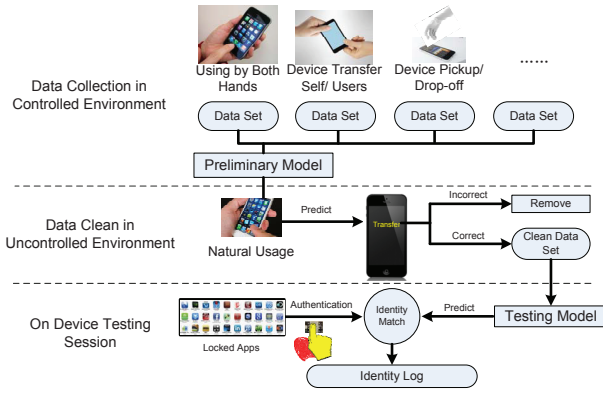 Using by Both
Hands
Device Transfer
Self/ Users
Device Pickup/
Drop-off
......
Data Collection in
Controlled Environment
Data Set
Data Set
Data Set
Data Set
Preliminary Model
Data Clean in
Uncontrolled Environment
Natural Usage
Predict
Transfer
Incorrect
Remove
Correct
Clean Data
Set
On Device Testing
Session
Locked Apps
Authentication
Identity
Match
Predict
Testing Model
Identity Log